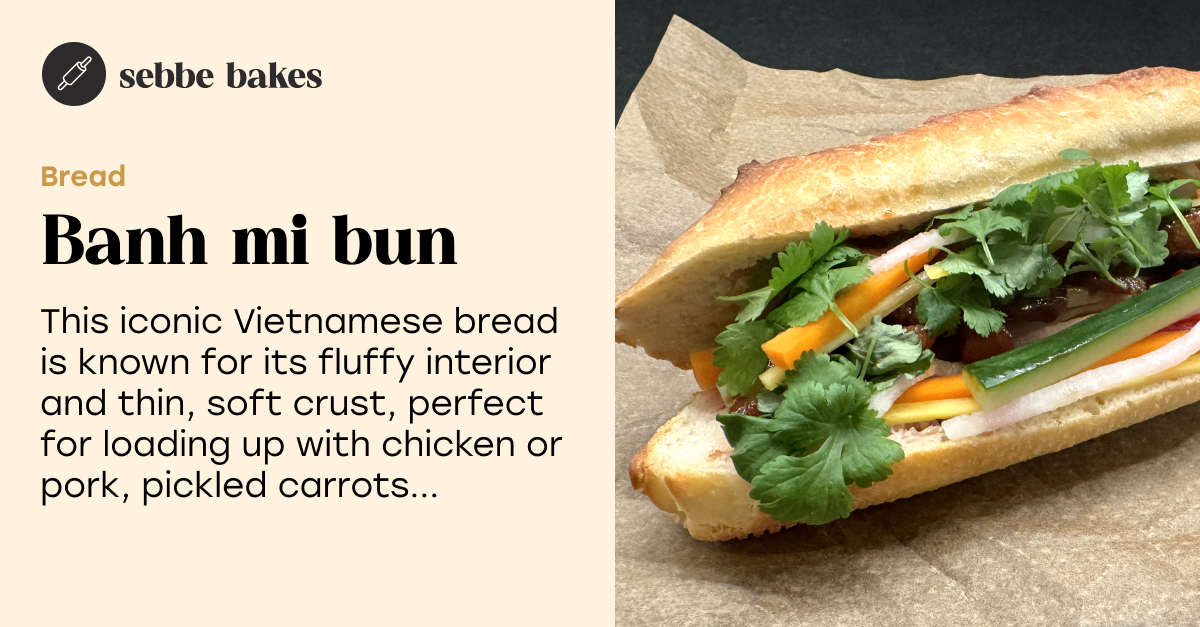 sebbe bakes
Bread
Banh mi bun
This iconic Vietnamese bread
is known for its fluffy interior
and thin, soft crust, perfect
for loading up with chicken or
pork, pickled carrots...